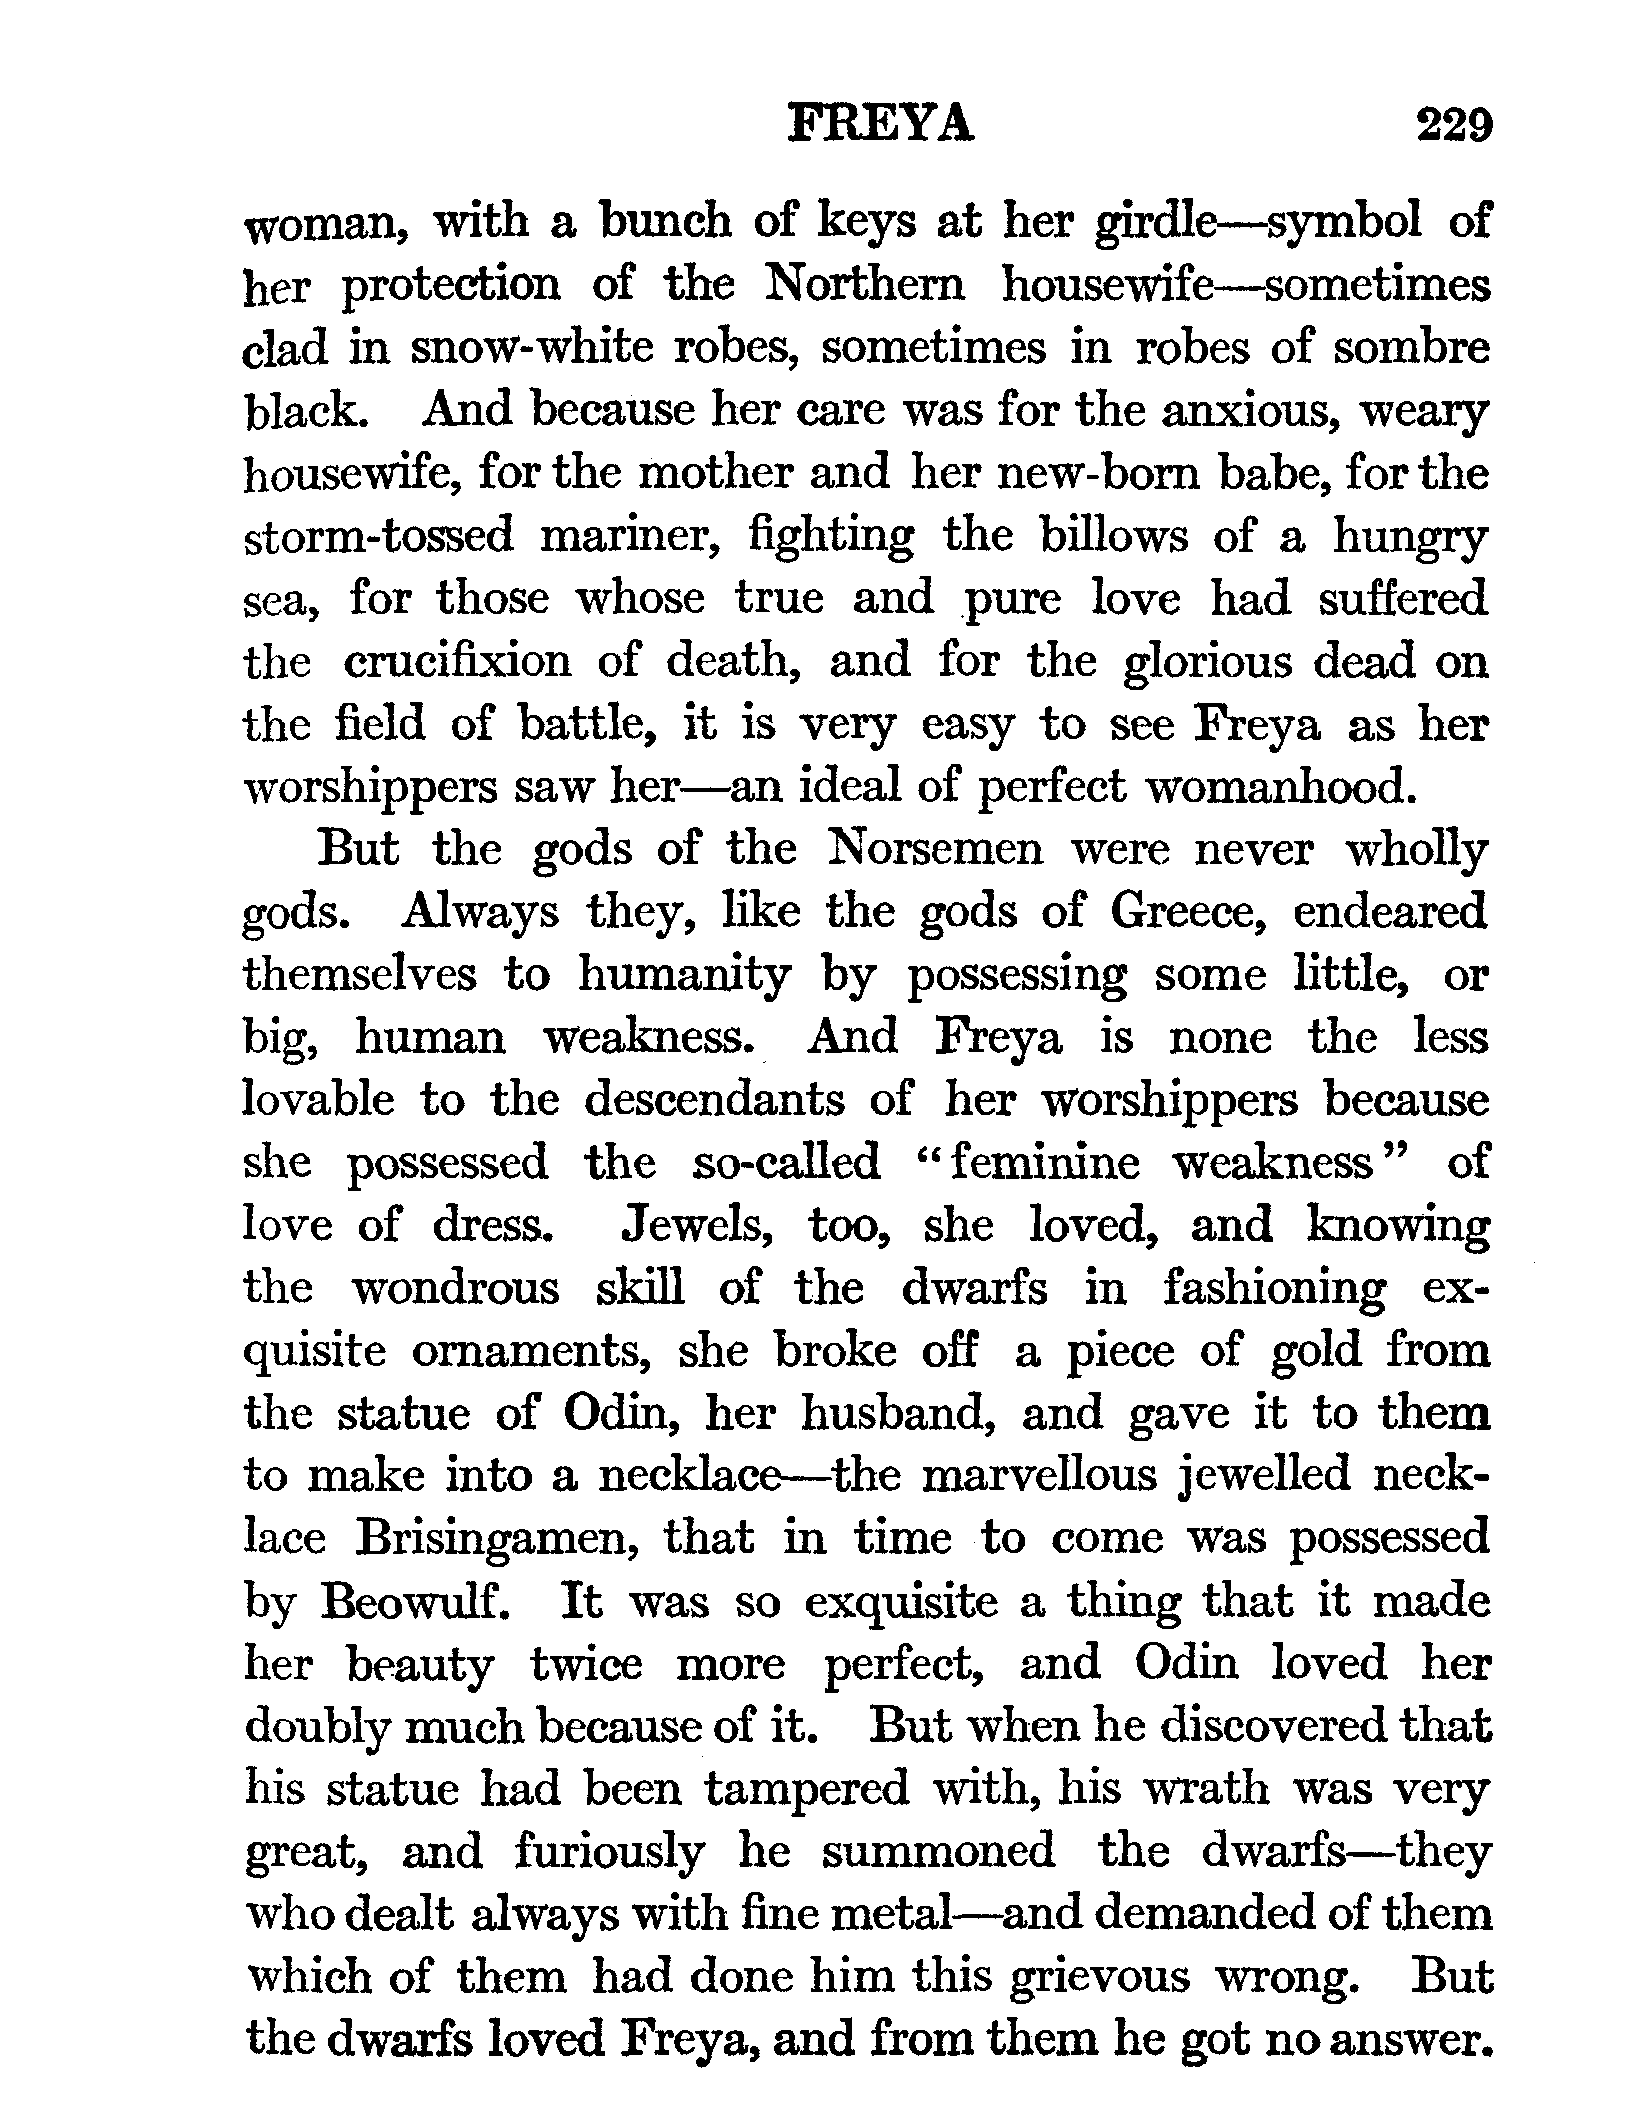 FREYA 229
woman, with a bunch of keys at her girdle—symbol of
her protection of the Northern housewife—sometimes
clad in snow-white robes, sometimes in robes of sombre
black. And because her care was for the anxious, weary
housewife, for the mother and her new-born babe, for the
storm-tossed mariner, fighting the billows of a hungry
sea, for those whose true and pure love had suffered
the crucifixion of death, and for the glorious dead on
the field of battle, it is very easy to see Freya as her
worshippers saw her—an ideal of perfect womanhood.
But the gods of the Norsemen were never wholly
gods. Always they, like the gods of Greece, endeared
themselves to humanity by possessing some little, or
big, human weakness. And Freya is none the less
lovable to the descendants of her worshippers because
she possessed the so-called “feminine weakness” of
love of dress. Jewels, too, she loved, and knowing
the wondrous skill of the dwarfs in fashioning ex-
quisite ornaments, she broke off a piece of gold from
the statue of Odin, her husband, and gave it to them
to make into a necklace—the marvellous jewelled neck-
lace Brisingamen, that in time to come was possessed
by Beowulf. It was so exquisite a thing that it made
her beauty twice more perfect, and Odin loved her
doubly much because of it. But when he discovered that
his statue had been tampered with, his wrath was very
great, and furiously he summoned the dwarfs—they
who dealt always with fine metal—and demanded of them
which of them had done him this grievous wrong. But
the dwarfs loved Freya, and from them he got no answer.